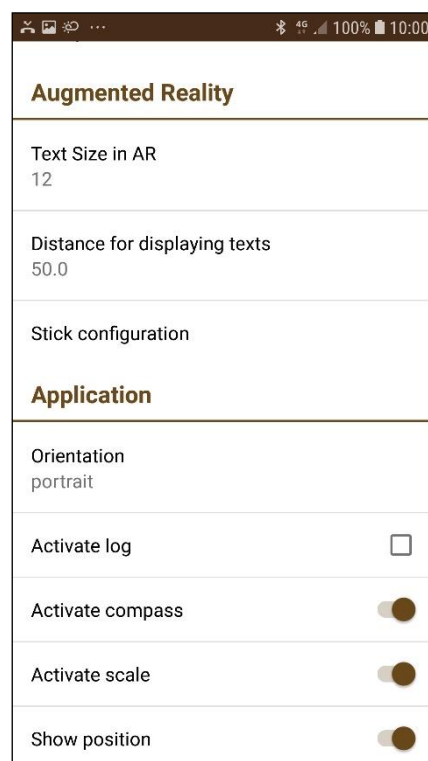 4G 100% 10:00
Augmented Reality
Text Size in AR
12
Distance for displaying texts
50.0
Stick configuration
Application
Orientation
portrait
Activate log
Activate compass
Activate scale
Show position